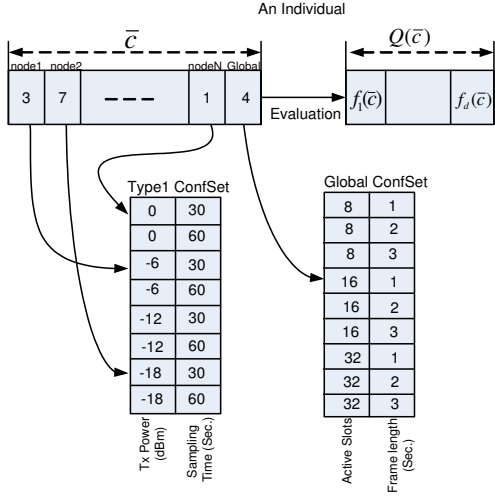 An Individual
c̅
Q(c̅)
node1 node2 nodeN Global
3 7 --- 1 4
f₁(c̅) f_d(c̅)
Evaluation
Type1 ConfSet
0 30
0 60
-6 30
-6 60
-12 30
-12 60
-18 30
-18 60
Tx Power
(dBm)
Sampling
Time (Sec.)
Global ConfSet
8 1
8 2
8 3
16 1
16 2
16 3
32 1
32 2
32 3
Active Slots
Frame length
(Sec.)